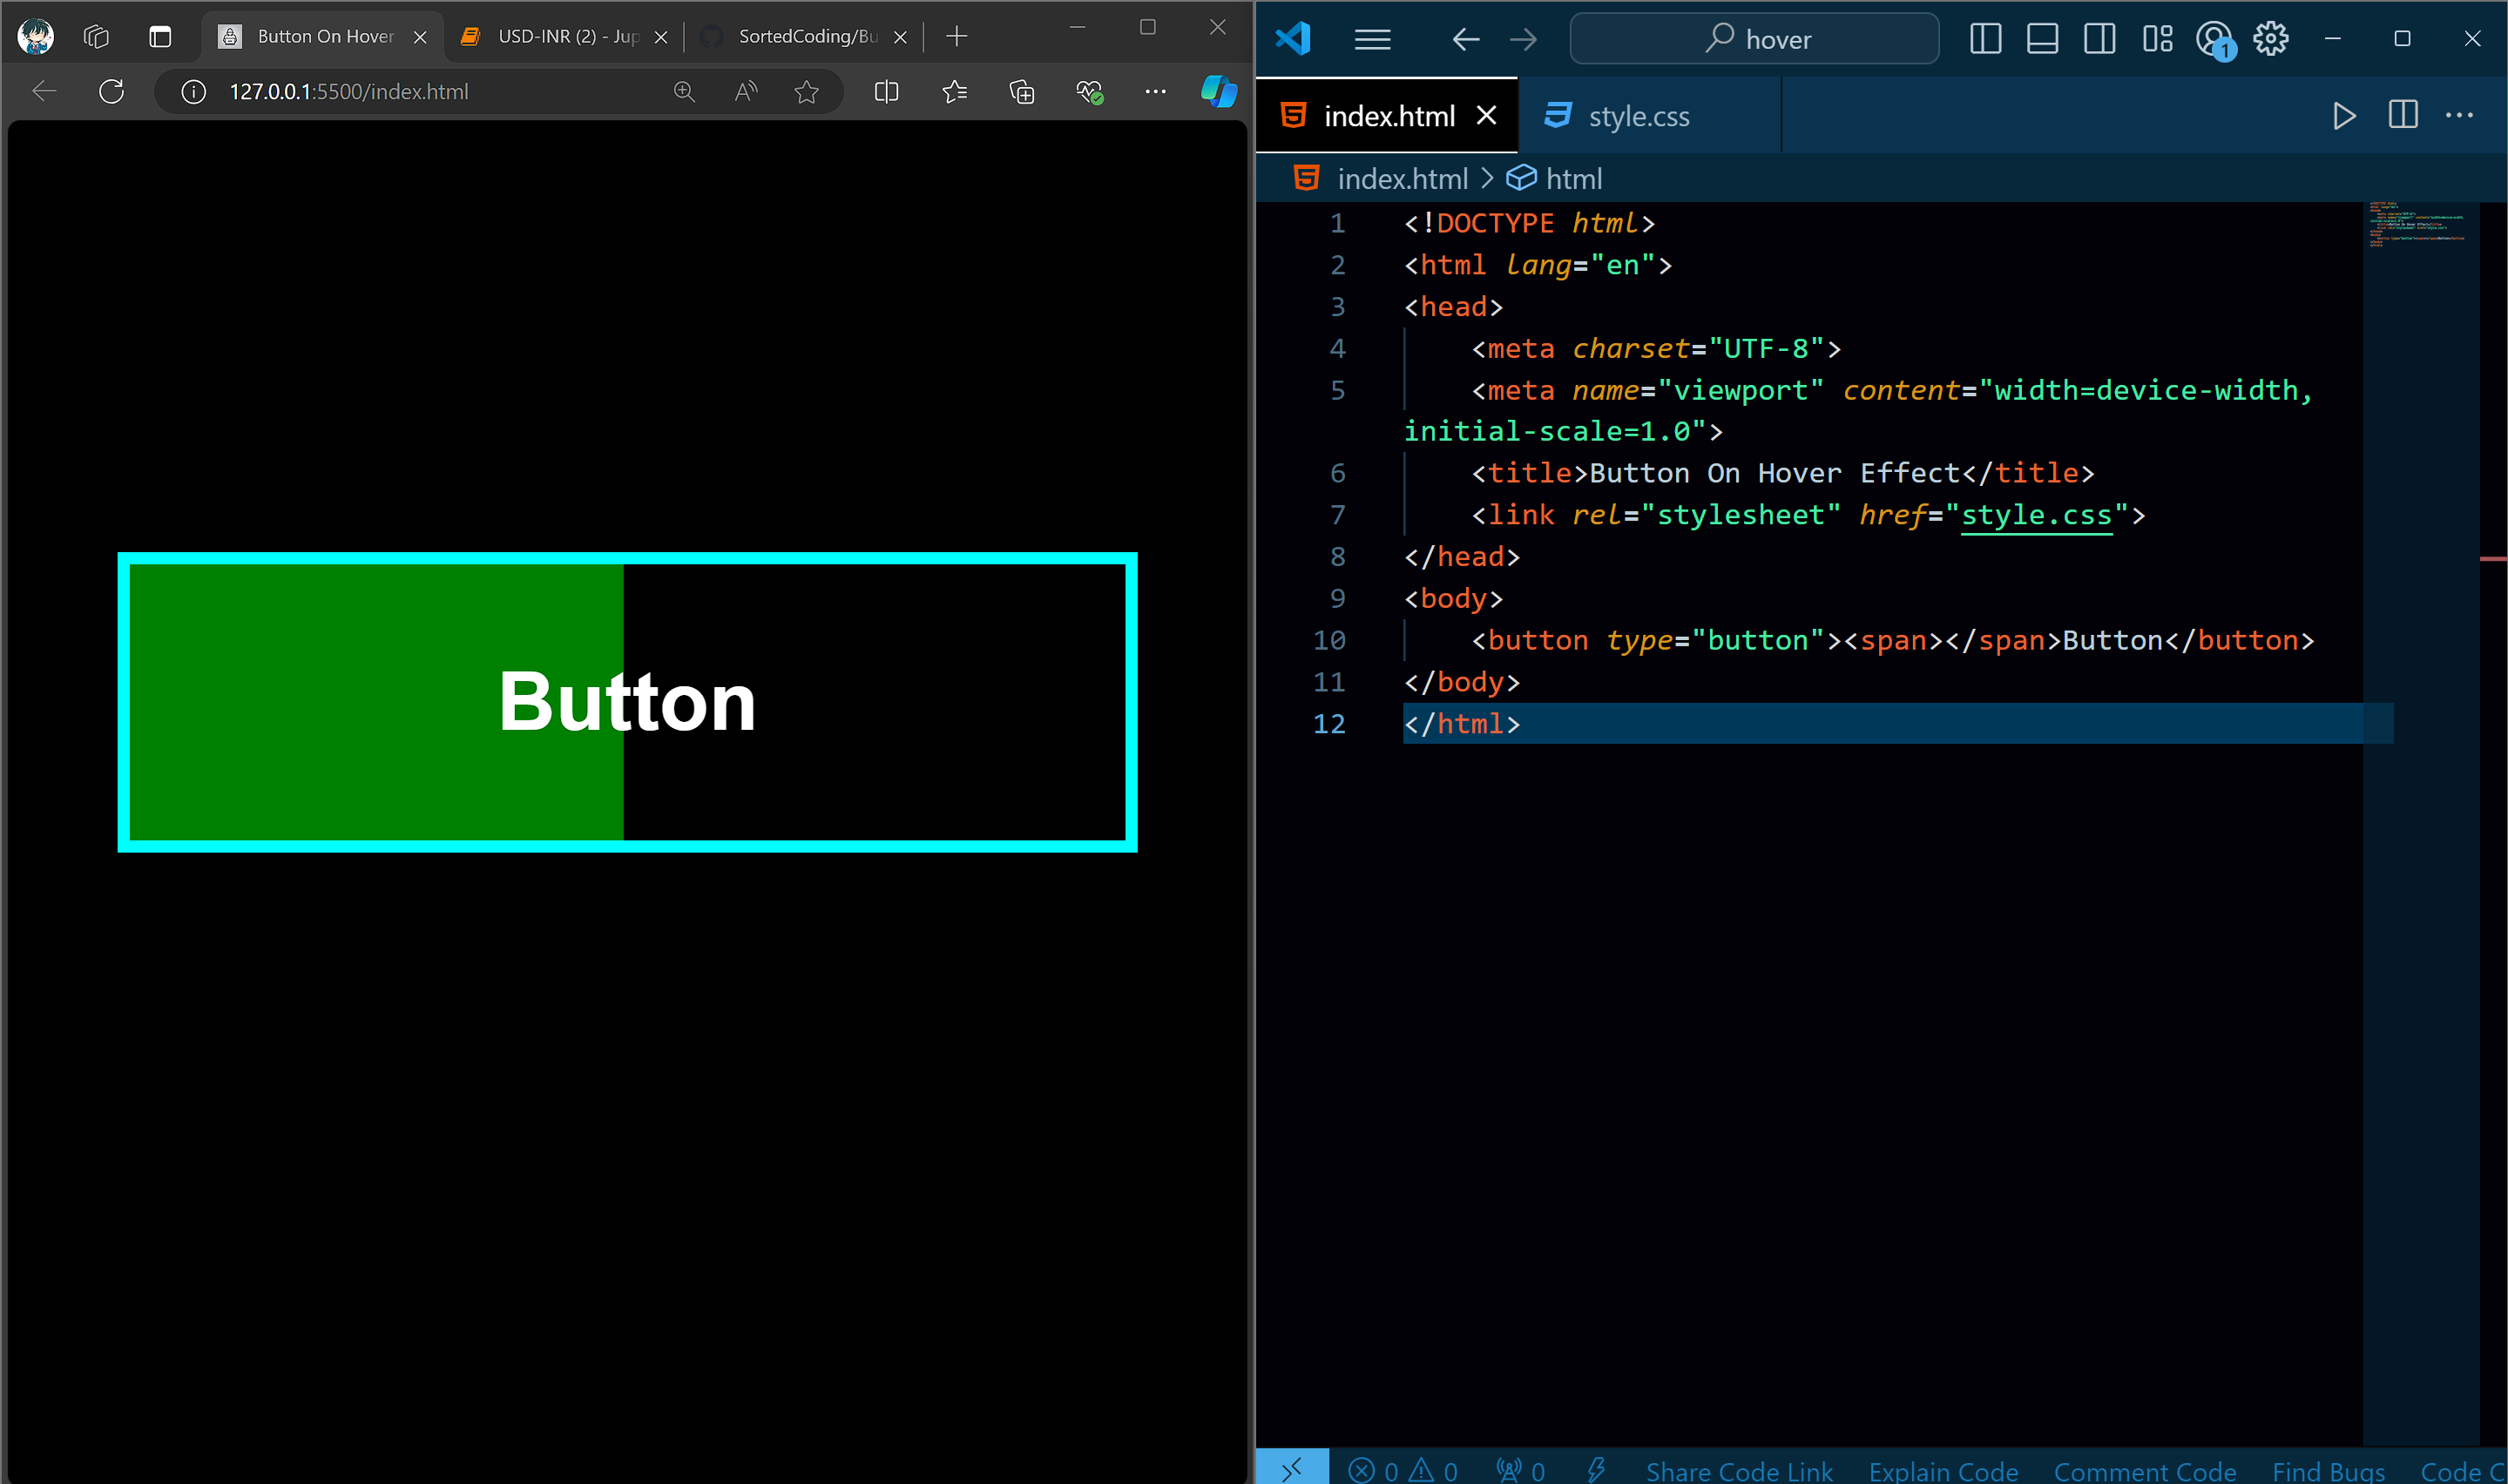 Button On Hover
USD-INR (2) - Jup
SortedCoding/Bu
127.0.0.1:5500/index.html
Button
hover
1
index.html
style.css
index.html > html
1 <!DOCTYPE html>
2 <html lang="en">
3 <head>
4 <meta charset="UTF-8">
5 <meta name="viewport" content="width=device-width,
initial-scale=1.0">
6 <title>Button On Hover Effect</title>
7 <link rel="stylesheet" href="style.css">
8 </head>
9 <body>
10 <button type="button"><span></span>Button</button>
11 </body>
12 </html>
0 0 0 Share Code Link Explain Code Comment Code Find Bugs Code C